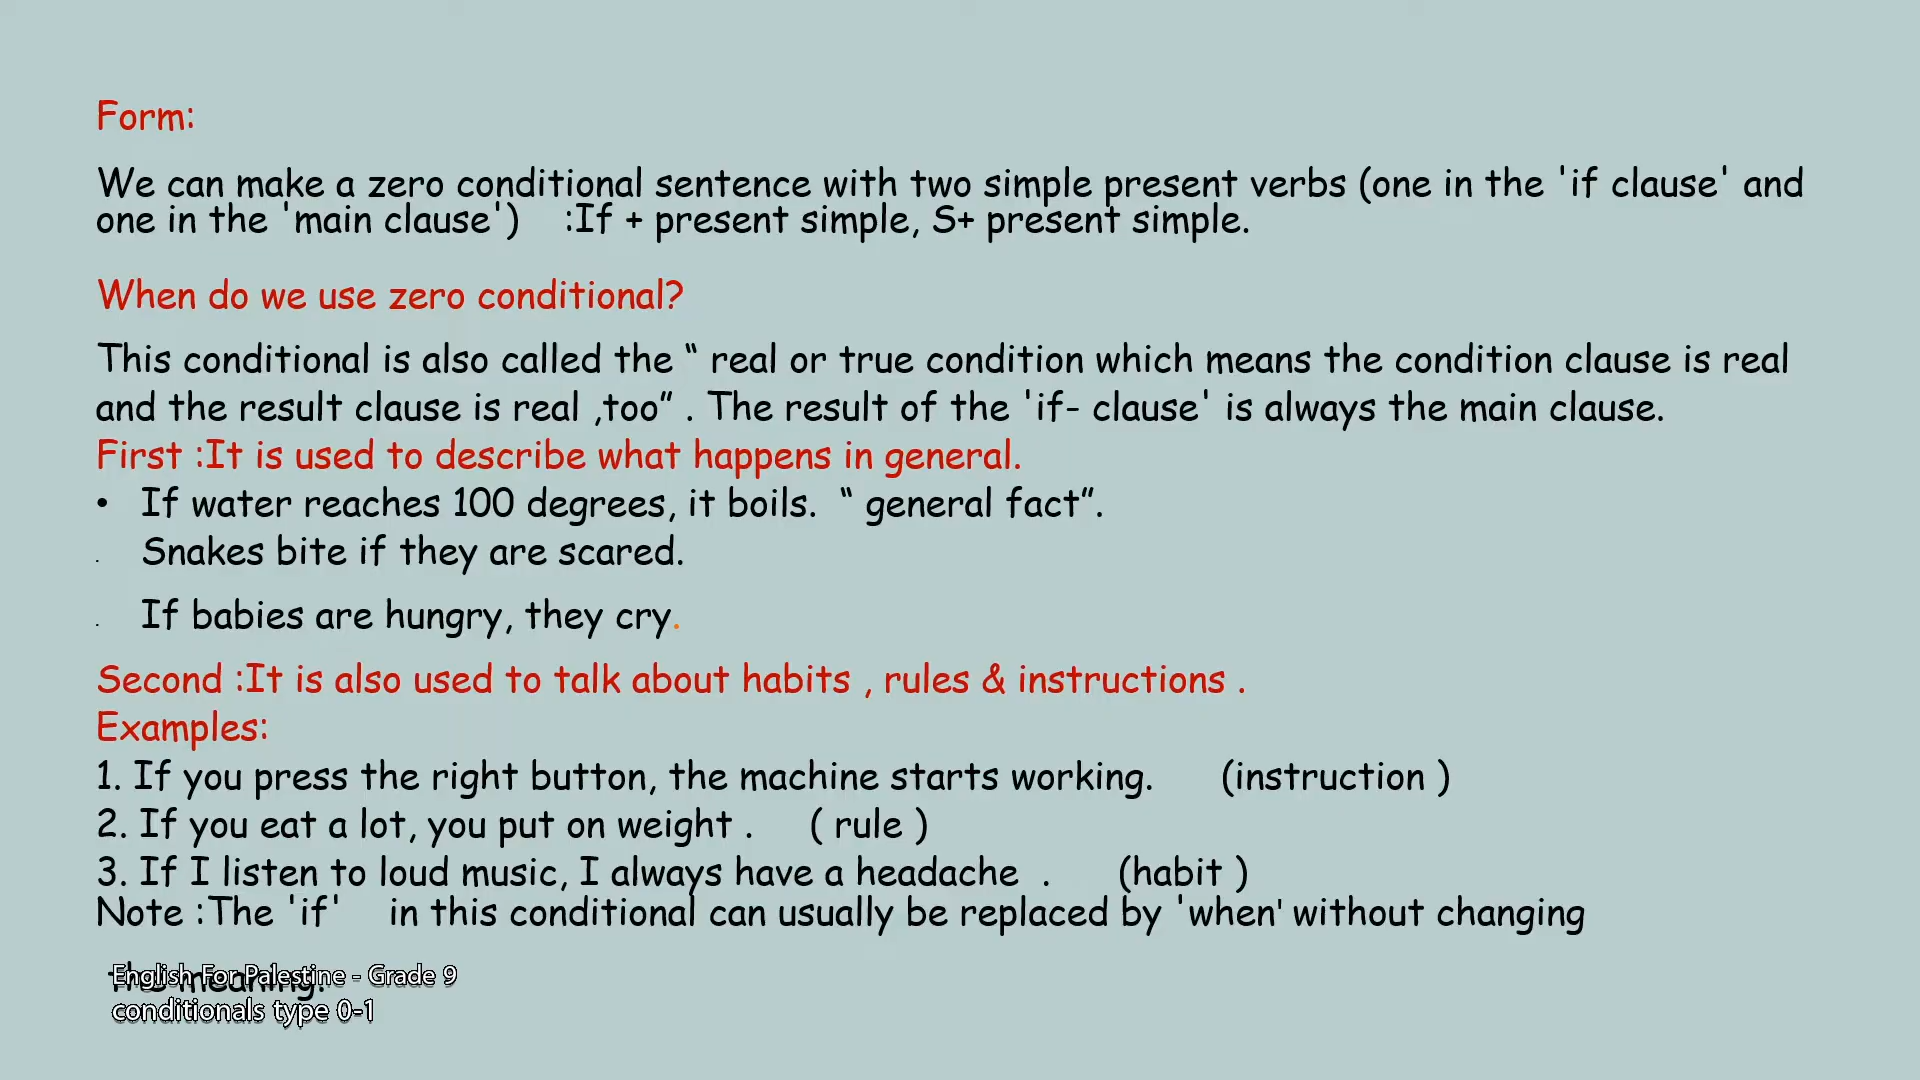 Form:
We can make a zero conditional sentence with two simple present verbs (one in the 'if clause' and
one in the 'main clause') :If + present simple, S+ present simple.
When do we use zero conditional?
This conditional is also called the “ real or true condition which means the condition clause is real
and the result clause is real ,too” . The result of the 'if- clause' is always the main clause.
First :It is used to describe what happens in general.
• If water reaches 100 degrees, it boils. “ general fact”.
. Snakes bite if they are scared.
. If babies are hungry, they cry.
Second :It is also used to talk about habits , rules & instructions .
Examples:
1. If you press the right button, the machine starts working. (instruction )
2. If you eat a lot, you put on weight . ( rule )
3. If I listen to loud music, I always have a headache . (habit )
Note :The 'if' in this conditional can usually be replaced by 'when' without changing
the meaning.
English For Palestine - Grade 9
conditionals type 0-1